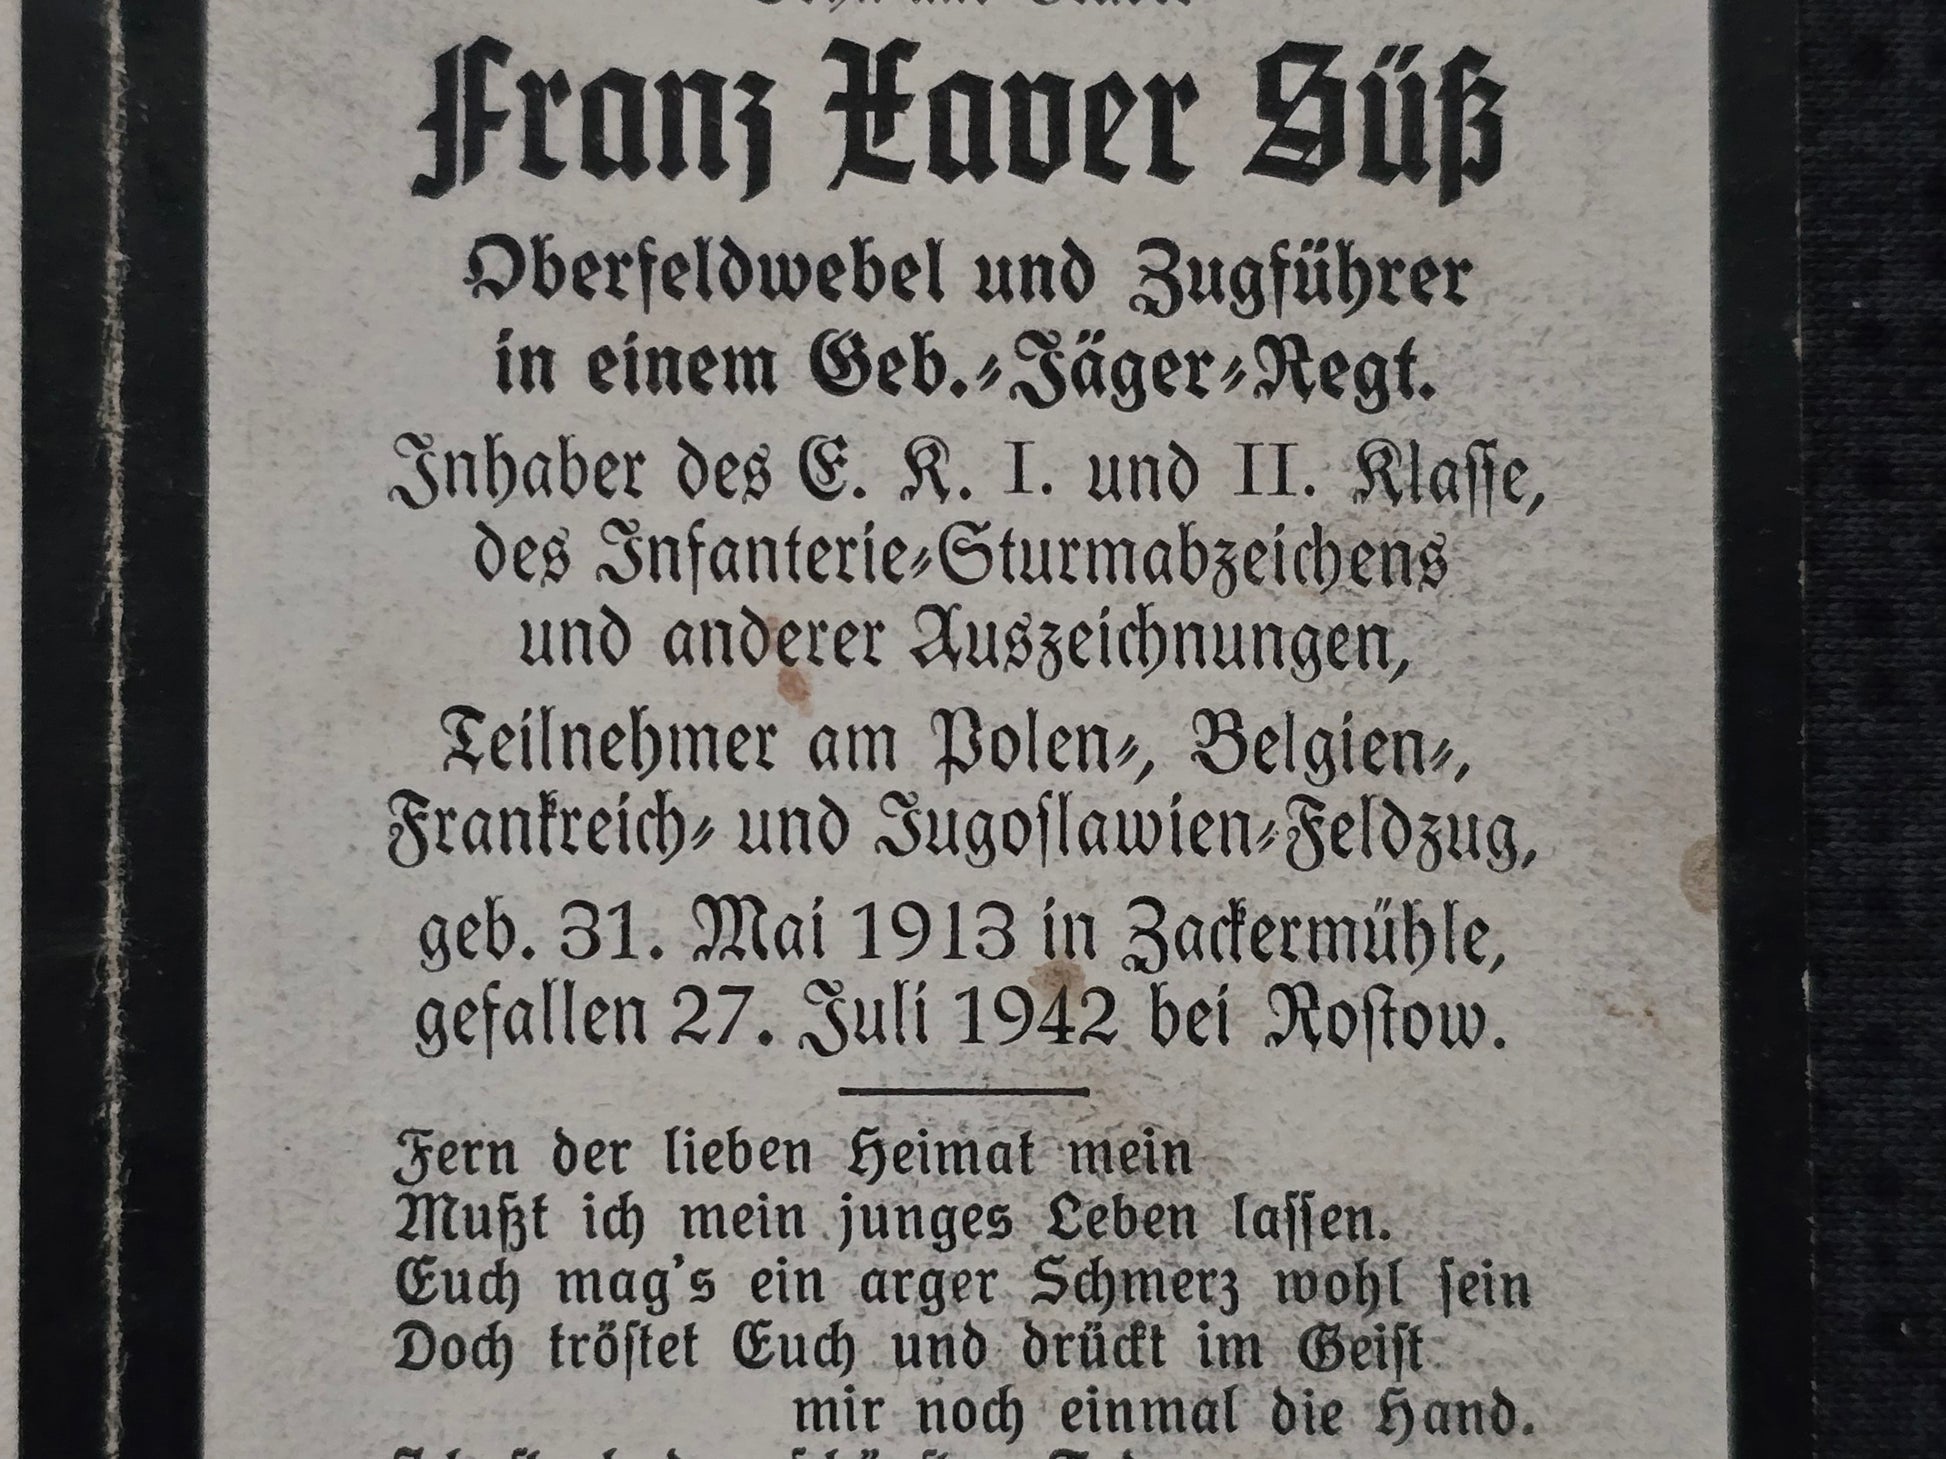 Sohn und Bruder
Franz Xaver Süß
Oberfeldwebel und Zugführer
in einem Geb.-Jäger-Regt.
Inhaber des E. K. I. und II. Klaſſe,
des Infanterie-Sturmabzeichens
und anderer Auszeichnungen,
Teilnehmer am Polen-, Belgien-,
Frankreich- und Jugoſlawien-Feldzug,
geb. 31. Mai 1913 in Zackermühle,
gefallen 27. Juli 1942 bei Roſtow.
Fern der lieben Heimat mein
Mußt ich mein junges Leben laſſen.
Euch mag's ein arger Schmerz wohl ſein
Doch tröſtet Euch und drückt im Geiſt
mir noch einmal die Hand.